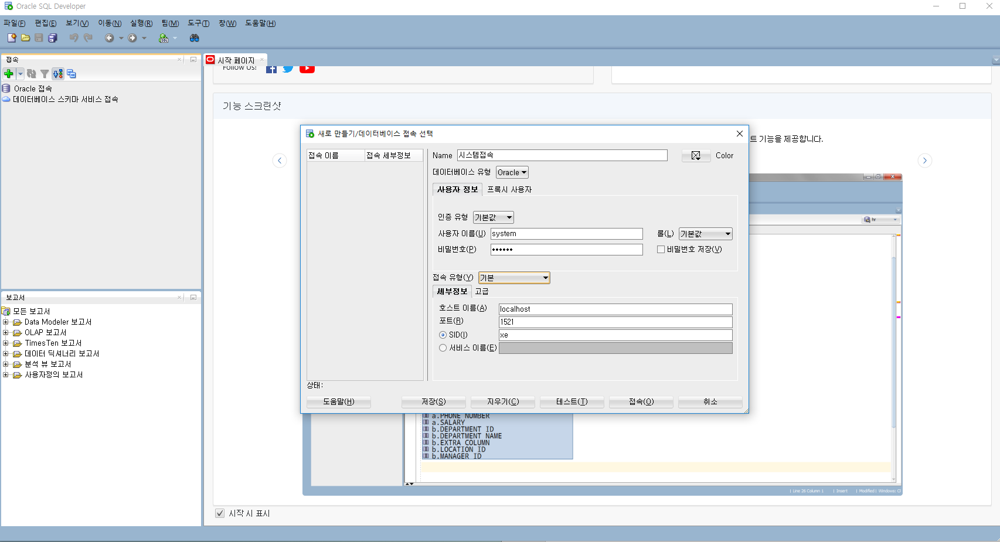 Oracle SQL Developer
파일(F) 편집(E) 보기(V) 이동(N) 실행(R) 팀(M) 도구(T) 창(W) 도움말(H)
접속
시작 페이지
Follow Us!
Oracle 접속
데이터베이스 스키마 서비스 접속
기능 스크린샷
트 기능을 제공합니다.
새로 만들기/데이터베이스 접속 선택
접속 이름 접속 세부정보
Name 시스템접속 Color
데이터베이스 유형 Oracle
사용자 정보 프록시 사용자
인증 유형 기본값
사용자 이름(U) system 롤(L) 기본값
비밀번호(P) •••••• 비밀번호 저장(V)
접속 유형(Y) 기본
세부정보 고급
호스트 이름(A) localhost
포트(R) 1521
SID(I) xe
서비스 이름(E)
상태:
도움말(H) 저장(S) 지우기(C) 테스트(T) 접속(O) 취소
hr
보고서
모든 보고서
Data Modeler 보고서
OLAP 보고서
TimesTen 보고서
데이터 딕셔너리 보고서
분석 뷰 보고서
사용자정의 보고서
a.PHONE_NUMBER
a.SALARY
b.DEPARTMENT_ID
b.DEPARTMENT_NAME
b.EXTRA_COLUMN
b.LOCATION_ID
b.MANAGER_ID
| Line 26 Column 1 | Insert | Modified | Windows: C
시작 시 표시